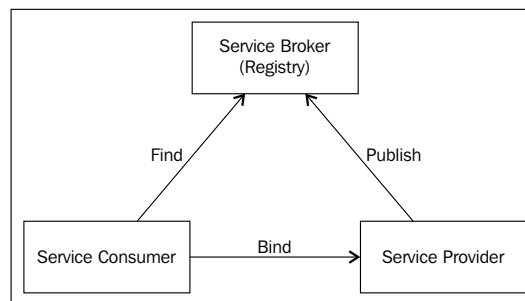 Service Broker
(Registry)
Find
Publish
Service Consumer
Bind
Service Provider